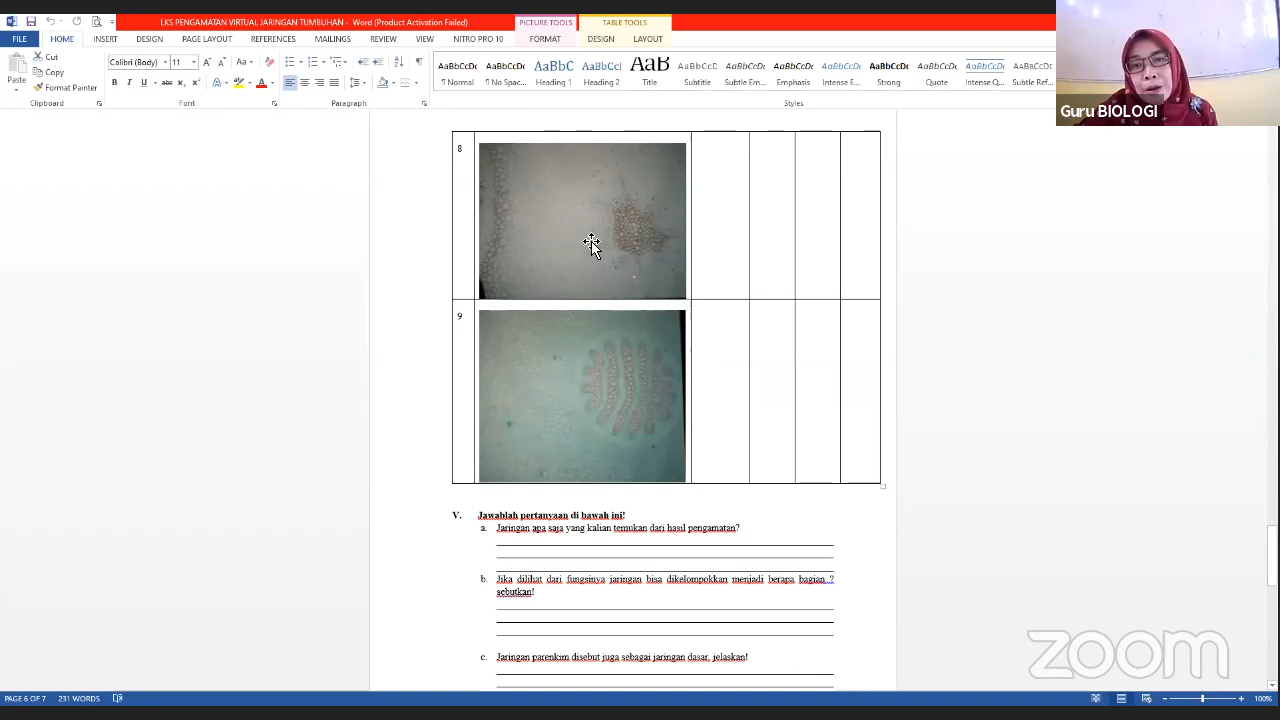 LKS PENGAMATAN VIRTUAL JARINGAN TUMBUHAN - Word (Product Activation Failed)
PICTURE TOOLS
TABLE TOOLS
FILE HOME INSERT DESIGN PAGE LAYOUT REFERENCES MAILINGS REVIEW VIEW NITRO PRO 10 FORMAT DESIGN LAYOUT
Paste
Cut
Copy
Format Painter
Clipboard
Calibri (Body) 11
Font
Paragraph
AaBbCcDc AaBbCcDc AaBbC AaBbCcl AaB AaBbCcC AaBbCcDc AaBbCcDc AaBbCcDc AaBbCcDc AaBbCcDc AaBbCcDc AaBbCcDc
¶ Normal ¶ No Spac... Heading 1 Heading 2 Title Subtitle Subtle Em... Emphasis Intense E... Strong Quote Intense Q... Subtle Ref...
Styles
Guru BIOLOGI
8
9
V. Jawablah pertanyaan di bawah ini!
a. Jaringan apa saja yang kalian temukan dari hasil pengamatan?
b. Jika dilihat dari fungsinya jaringan bisa dikelompokkan menjadi berapa bagian ?
sebutkan!
c. Jaringan parenkim disebut juga sebagai jaringan dasar, jelaskan!
zoom
PAGE 6 OF 7 231 WORDS 100%